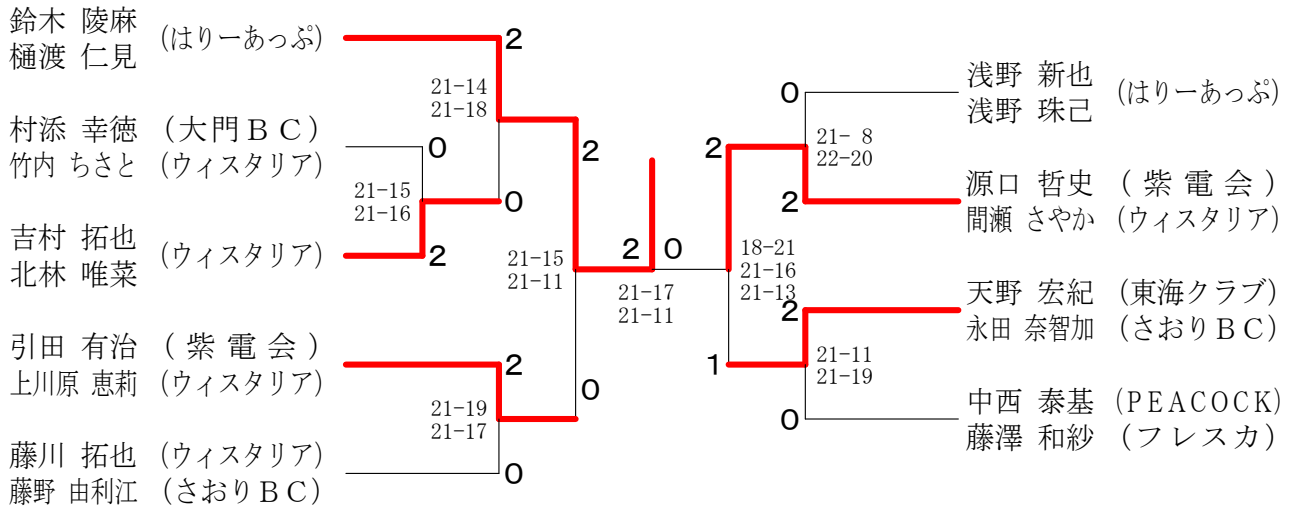 鈴木 陵麻
樋渡 仁見
(はりーあっぷ)
2
21-14
21-18
村添 幸徳 (大門ＢＣ)
竹内 ちさと (ウィスタリア)
0
21-15
21-16
0
吉村 拓也
北林 唯菜
(ウィスタリア)
2
2
21-15
21-11
引田 有治 (紫電会)
上川原 恵莉 (ウィスタリア)
2
21-19
21-17
0
藤川 拓也 (ウィスタリア)
藤野 由利江 (さおりＢＣ)
0
2 0
21-17
21-11
浅野 新也
浅野 珠己
(はりーあっぷ)
0
2
21- 8
22-20
源口 哲史 (紫電会)
間瀬 さやか (ウィスタリア)
2
18-21
21-16
21-13
天野 宏紀 (東海クラブ)
永田 奈智加 (さおりＢＣ)
2
1
21-11
21-19
中西 泰基 (PEACOCK)
藤澤 和紗 (フレスカ)
0